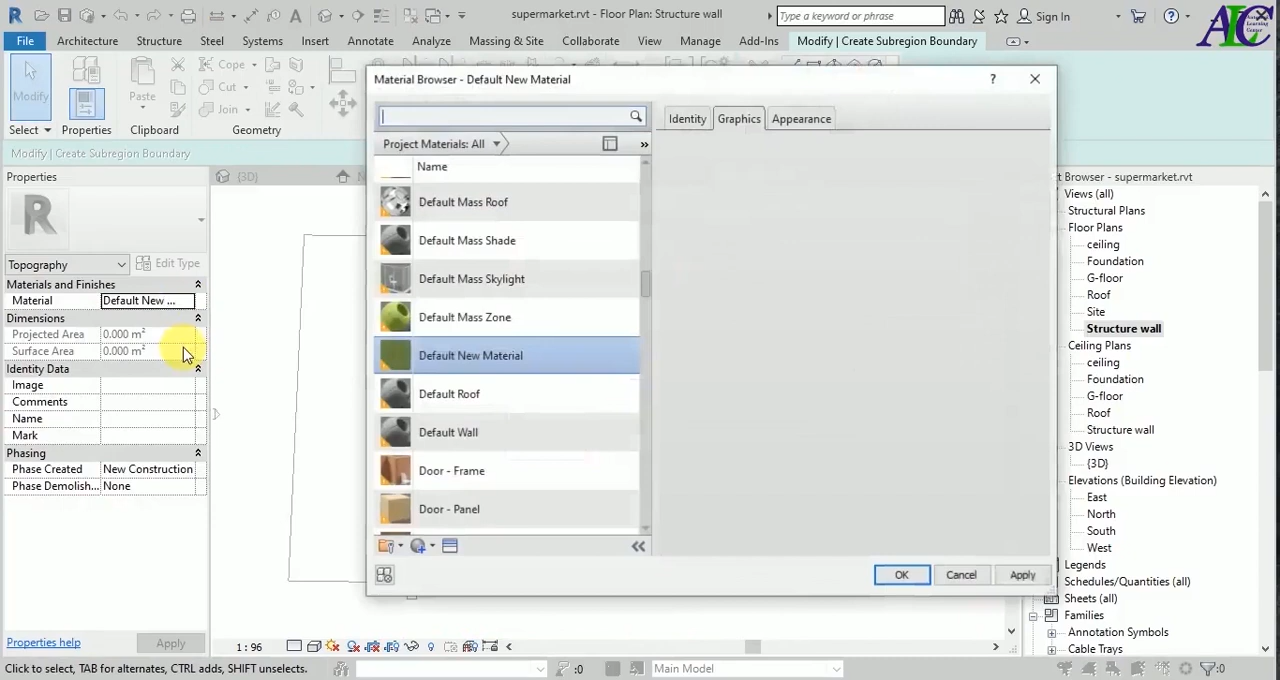 supermarket.rvt - Floor Plan: Structure wall
Type a keyword or phrase
Sign In
ALC
File Architecture Structure Steel Systems Insert Annotate Analyze Massing & Site Collaborate View Manage Add-Ins Modify | Create Subregion Boundary
Modify
Paste
Cope
Cut
Join
Select Properties Clipboard Geometry
Modify | Create Subregion Boundary
Properties
Topography
Edit Type
Materials and Finishes
Material Default New ...
Dimensions
Projected Area 0.000 m²
Surface Area 0.000 m²
Identity Data
Image
Comments
Name
Mark
Phasing
Phase Created New Construction
Phase Demolish... None
Properties help
Apply
{3D}
Material Browser - Default New Material
Project Materials: All
Name
Default Mass Roof
Default Mass Shade
Default Mass Skylight
Default Mass Zone
Default New Material
Default Roof
Default Wall
Door - Frame
Door - Panel
Identity Graphics Appearance
OK Cancel Apply
ct Browser - supermarket.rvt
Views (all)
Structural Plans
Floor Plans
ceiling
Foundation
G-floor
Roof
Site
Structure wall
Ceiling Plans
ceiling
Foundation
G-floor
Roof
Structure wall
3D Views
{3D}
Elevations (Building Elevation)
East
North
South
West
Legends
Schedules/Quantities (all)
Sheets (all)
Families
Annotation Symbols
Cable Trays
1 : 96
Click to select, TAB for alternates, CTRL adds, SHIFT unselects.
:0
Main Model
:0